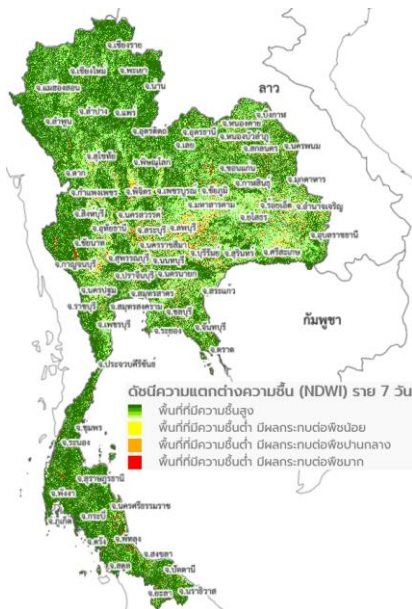 จ.เชียงราย
จ.เชียงใหม่
จ.พะเยา
จ.แม่ฮ่องสอน
จ.น่าน
ลาว
จ.ลำปาง
จ.แพร่
จ.ลำพูน
จ.บึงกาฬ
จ.หนองคาย
จ.อุตรดิตถ์
จ.อุดรธานี
จ.หนองบัวลำภู
จ.เลย
จ.สกลนคร
จ.นครพนม
จ.สุโขทัย
จ.พิษณุโลก
จ.ขอนแก่น
จ.ตาก
จ.กาฬสินธุ์
จ.มุกดาหาร
จ.กำแพงเพชร
จ.พิจิตร
จ.เพชรบูรณ์
จ.ชัยภูมิ
จ.มหาสารคาม
จ.ร้อยเอ็ด
จ.อำนาจเจริญ
จ.สิงห์บุรี
จ.นครสวรรค์
จ.ยโสธร
จ.อุทัยธานี
จ.สระบุรี
จ.ลพบุรี
จ.อุบลราชธานี
จ.ชัยนาท
จ.นครราชสีมา
จ.บุรีรัมย์
จ.สุรินทร์
จ.ศรีสะเกษ
จ.กาญจนบุรี
จ.สุพรรณบุรี
จ.นนทบุรี
จ.ปราจีนบุรี
จ.นครนายก
จ.นครปฐม
จ.สมุทรสาคร
จ.สระแก้ว
จ.ราชบุรี
จ.สมุทรสงคราม
จ.ชลบุรี
จ.เพชรบุรี
จ.ระยอง
จ.จันทบุรี
กัมพูชา
จ.ตราด
จ.ประจวบคีรีขันธ์
ดัชนีความแตกต่างความชื้น (NDWI) ราย 7 วัน
พื้นที่ที่มีความชื้นสูง
พื้นที่ที่มีความชื้นต่ำ มีผลกระทบต่อพืชน้อย
พื้นที่ที่มีความชื้นต่ำ มีผลกระทบต่อพืชปานกลาง
พื้นที่ที่มีความชื้นต่ำ มีผลกระทบต่อพืชมาก
จ.ชุมพร
จ.ระนอง
จ.สุราษฎร์ธานี
จ.พังงา
จ.นครศรีธรรมราช
จ.กระบี่
จ.ภูเก็ต
จ.ตรัง
จ.พัทลุง
จ.สงขลา
จ.สตูล
จ.ปัตตานี
จ.ยะลา
จ.นราธิวาส